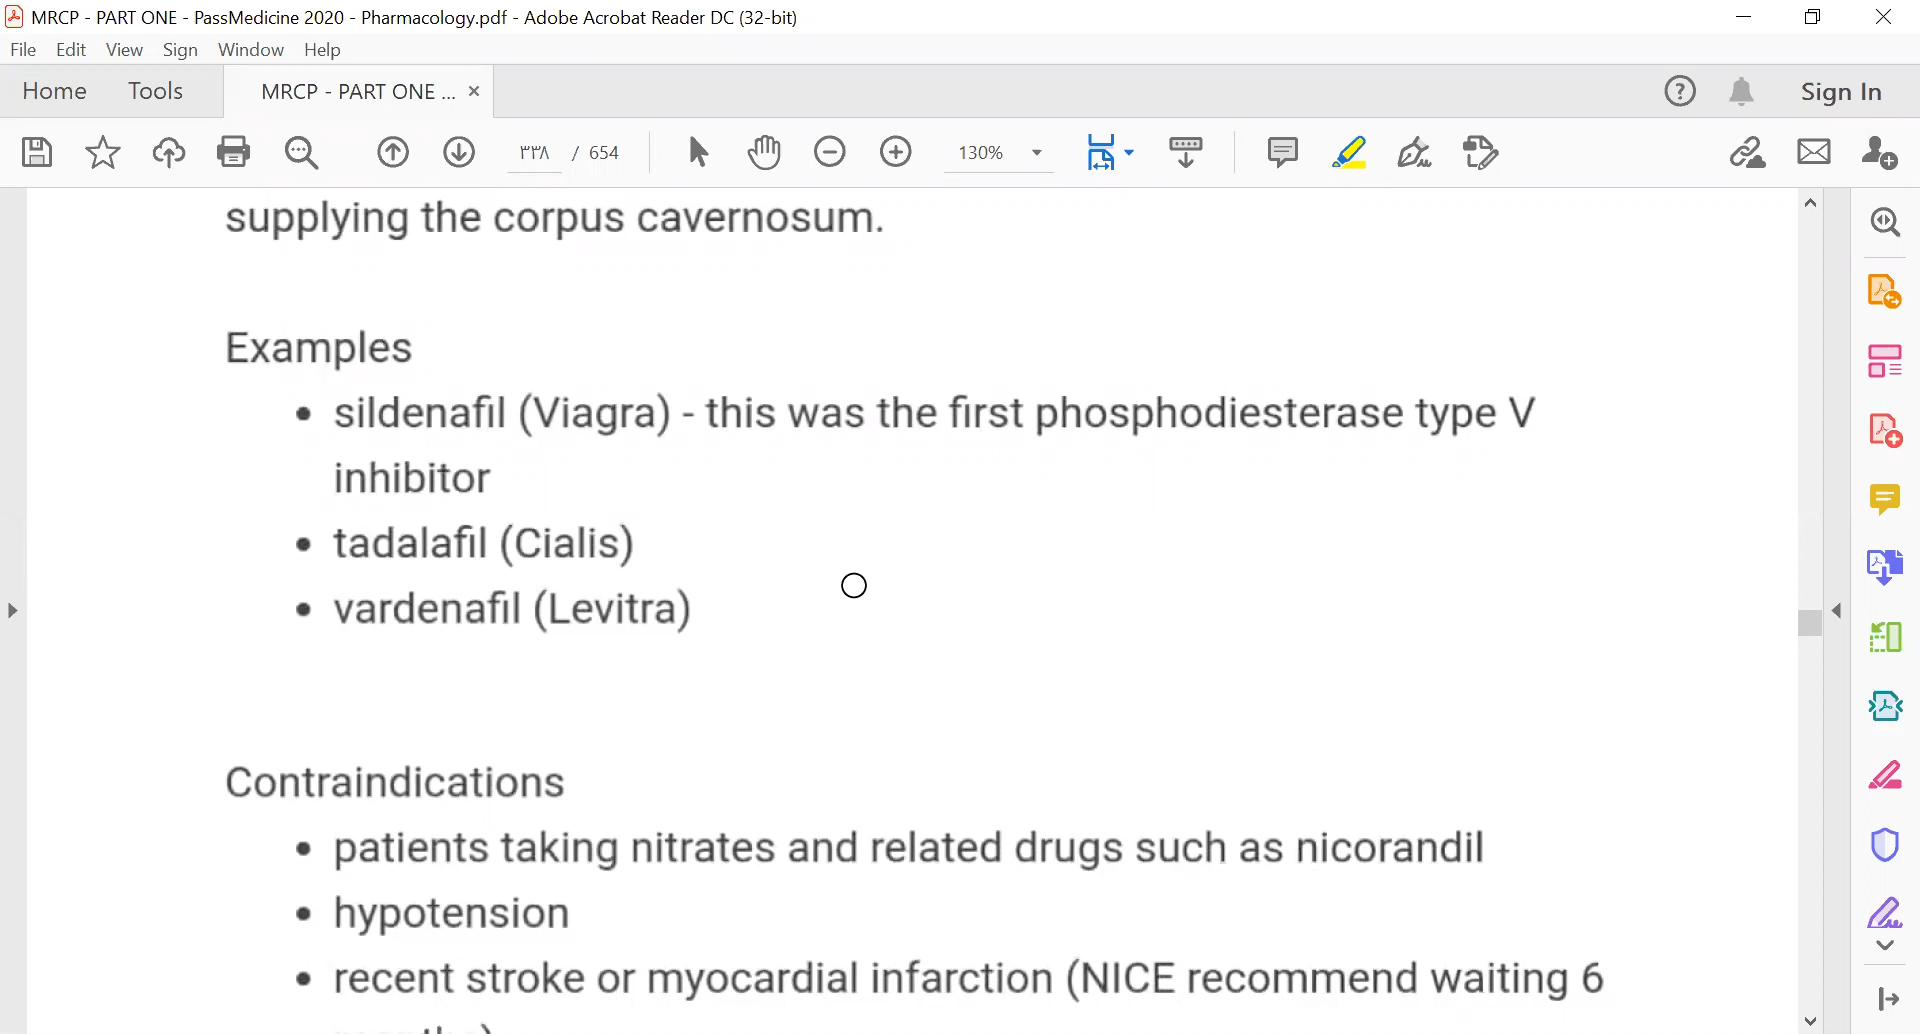 MRCP - PART ONE - PassMedicine 2020 - Pharmacology.pdf - Adobe Acrobat Reader DC (32-bit)
File Edit View Sign Window Help
Home Tools MRCP - PART ONE ... × Sign In
٣٣٨ / 654 130%
supplying the corpus cavernosum.
Examples
• sildenafil (Viagra) - this was the first phosphodiesterase type V
inhibitor
• tadalafil (Cialis)
• vardenafil (Levitra)
Contraindications
• patients taking nitrates and related drugs such as nicorandil
• hypotension
• recent stroke or myocardial infarction (NICE recommend waiting 6